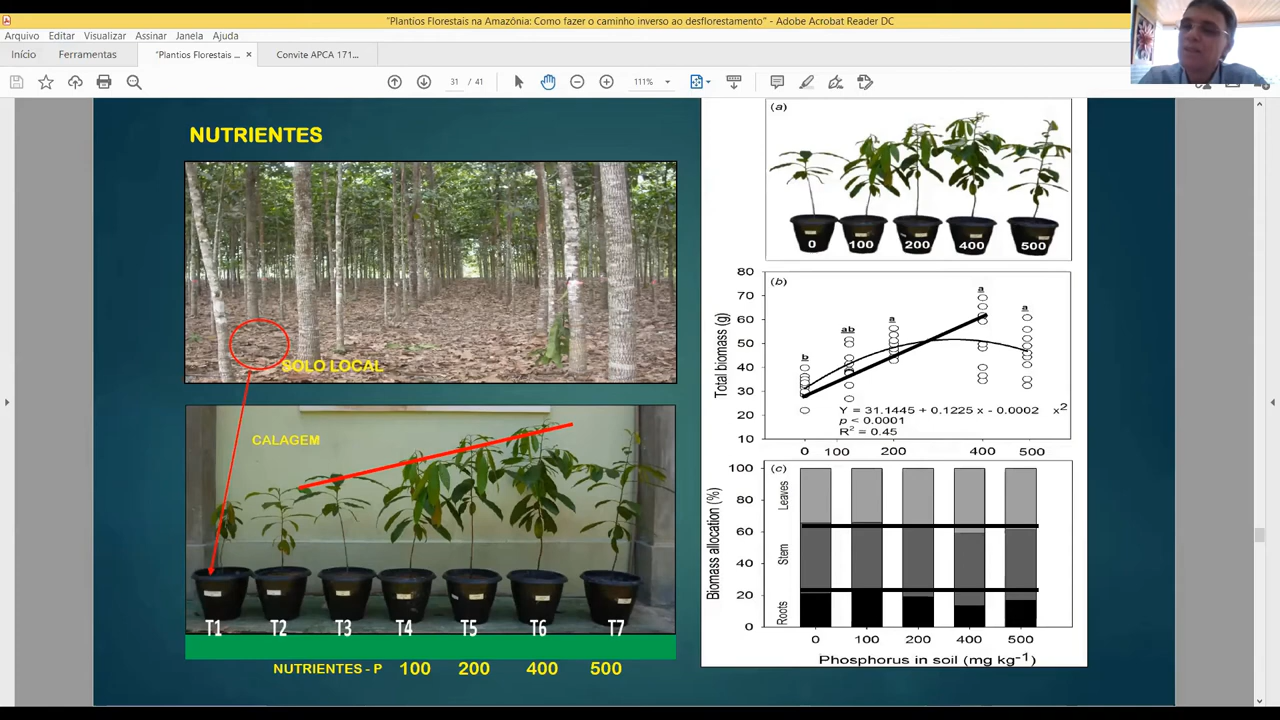 "Plantios Florestais na Amazônia: Como fazer o caminho inverso ao desflorestamento" - Adobe Acrobat Reader DC
Arquivo Editar Visualizar Assinar Janela Ajuda
Início Ferramentas "Plantios Florestais ... × Convite APCA 171...
31 / 41 111%
NUTRIENTES
SOLO LOCAL
CALAGEM
T1 T2 T3 T4 T5 T6 T7
NUTRIENTES - P 100 200 400 500
(a)
0 100 200 400 500
(b)
Total biomass (g)
80
70
60
50
40
30
20
10
b ab a a a
Y = 31.1445 + 0.1225 x - 0.0002 x2
p < 0.0001
R2 = 0.45
0 100 200 400 500
(c)
Biomass allocation (%)
100
80
60
40
20
0
Leaves
Stem
Roots
0 100 200 400 500
Phosphorus in soil (mg kg-1)